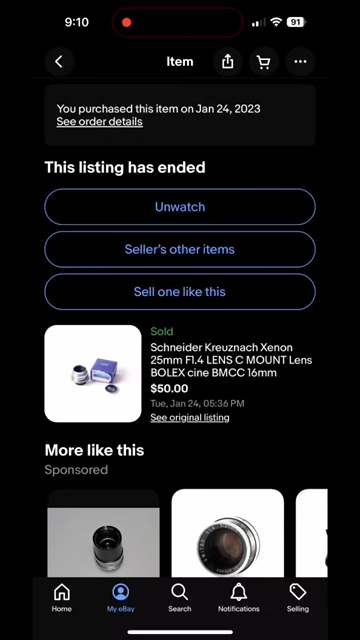 9:10
91
Item
You purchased this item on Jan 24, 2023
See order details
This listing has ended
Unwatch
Seller's other items
Sell one like this
Sold
Schneider Kreuznach Xenon
25mm F1.4 LENS C MOUNT Lens
BOLEX cine BMCC 16mm
$50.00
Tue, Jan 24, 05:36 PM
See original listing
More like this
Sponsored
Home
My eBay
Search
Notifications
Selling